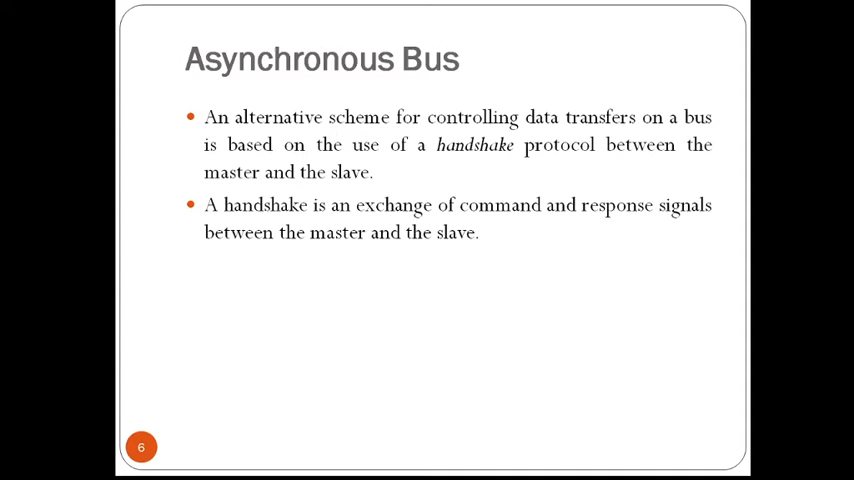 Asynchronous Bus
An alternative scheme for controlling data transfers on a bus
is based on the use of a handshake protocol between the
master and the slave.
A handshake is an exchange of command and response signals
between the master and the slave.
6